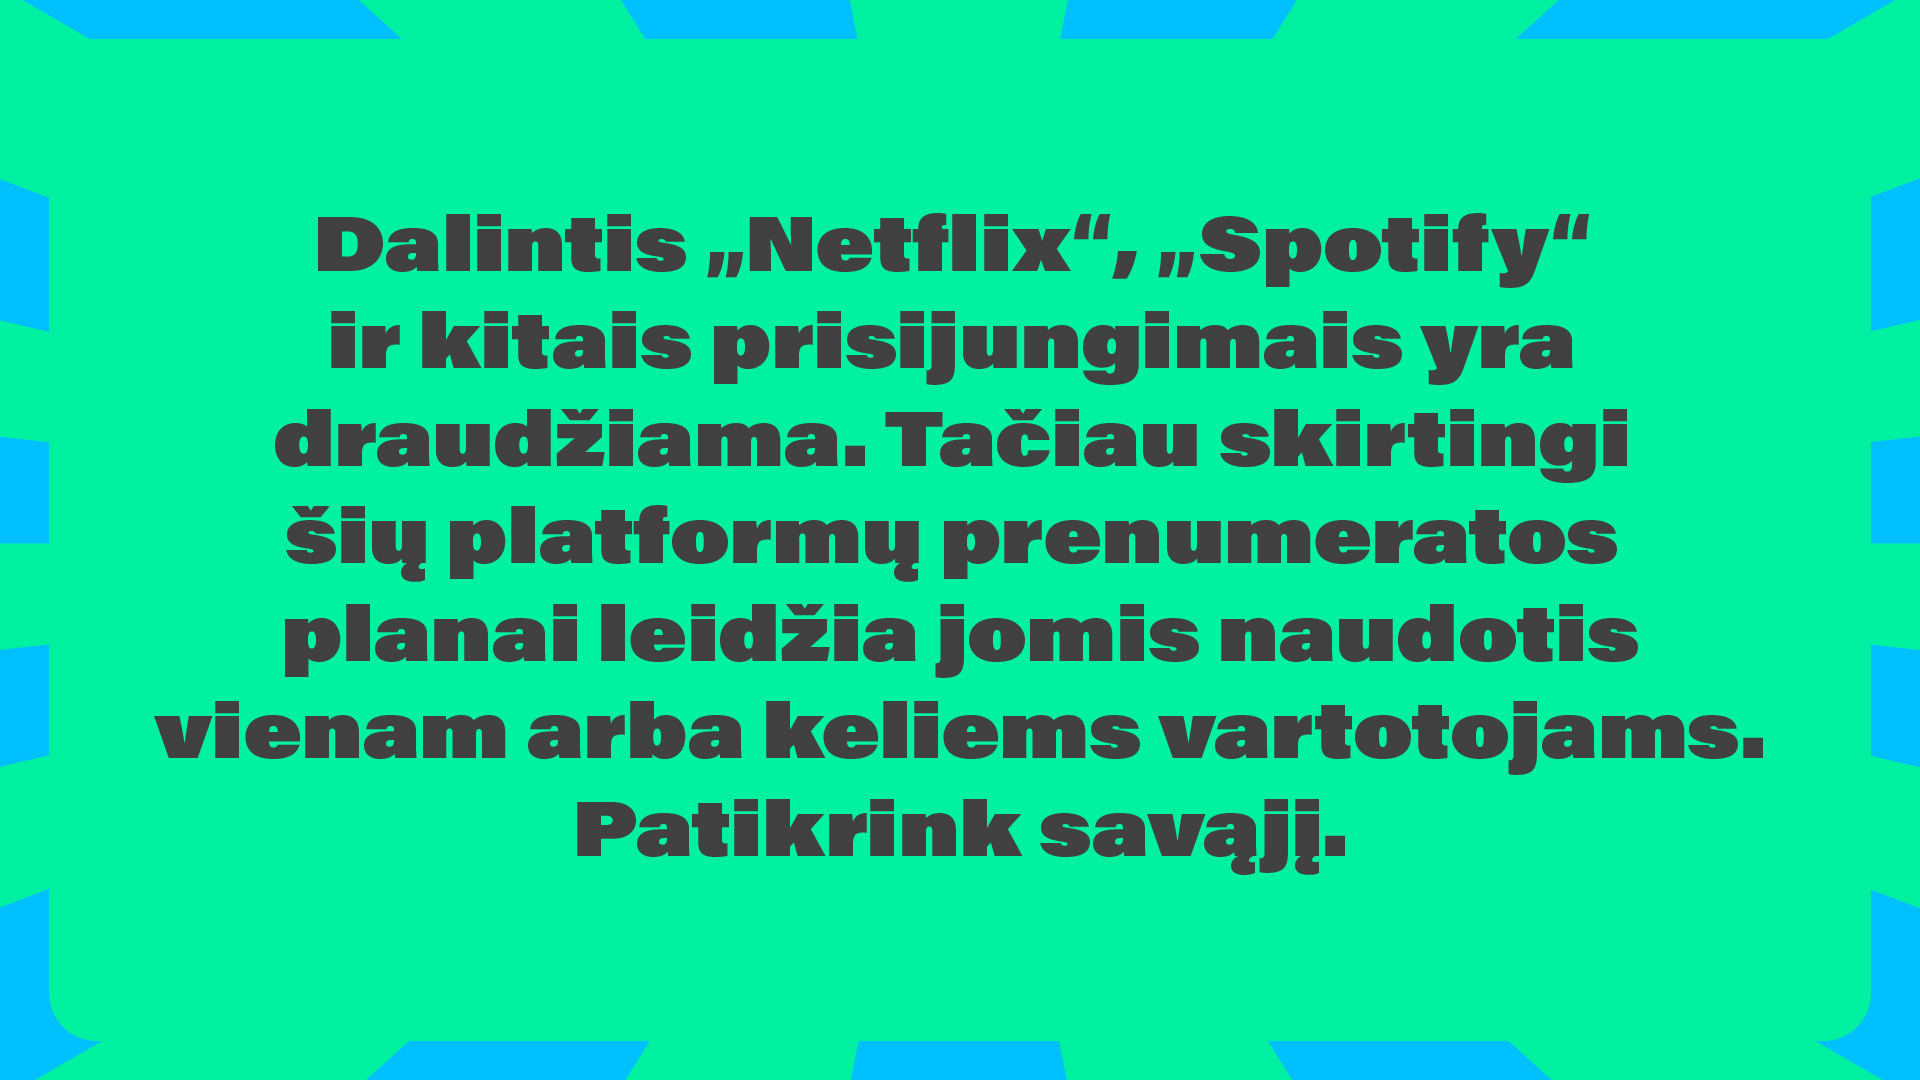 Dalintis „Netflix“, „Spotify“
ir kitais prisijungimais yra
draudžiama. Tačiau skirtingi
šių platformų prenumeratos
planai leidžia jomis naudotis
vienam arba keliems vartotojams.
Patikrink savąjį.